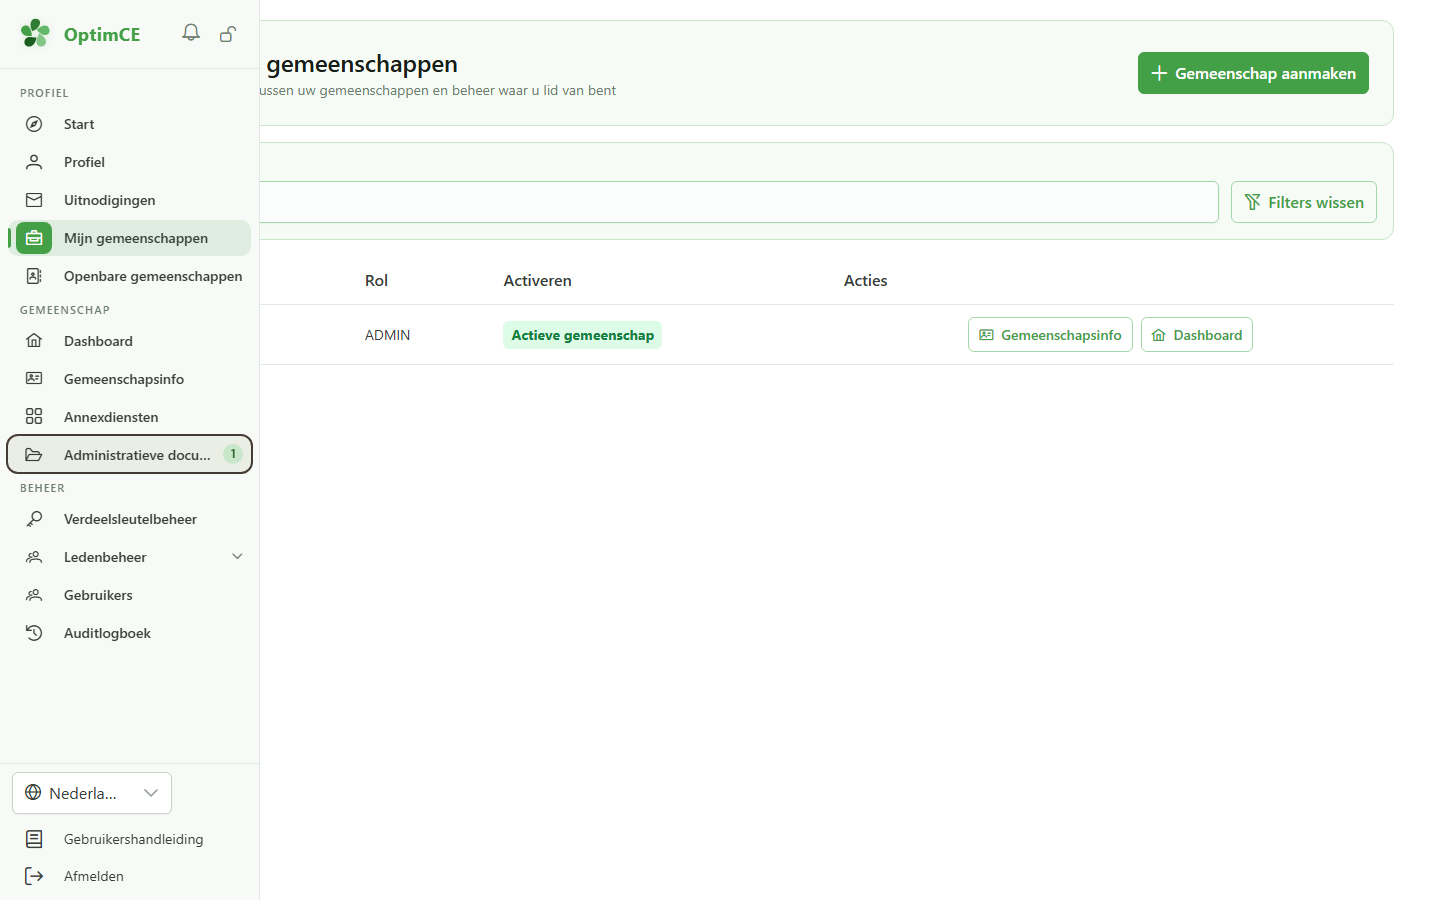 OptimCE
PROFIEL
Start
Profiel
Uitnodigingen
Mijn gemeenschappen
Openbare gemeenschappen
GEMEENSCHAP
Dashboard
Gemeenschapsinfo
Annexdiensten
Administratieve docu... 1
BEHEER
Verdeelsleutelbeheer
Ledenbeheer
Gebruikers
Auditlogboek
Nederla...
Gebruikershandleiding
Afmelden
gemeenschappen
ussen uw gemeenschappen en beheer waar u lid van bent
Gemeenschap aanmaken
Filters wissen
Rol Activeren Acties
ADMIN Actieve gemeenschap Gemeenschapsinfo Dashboard